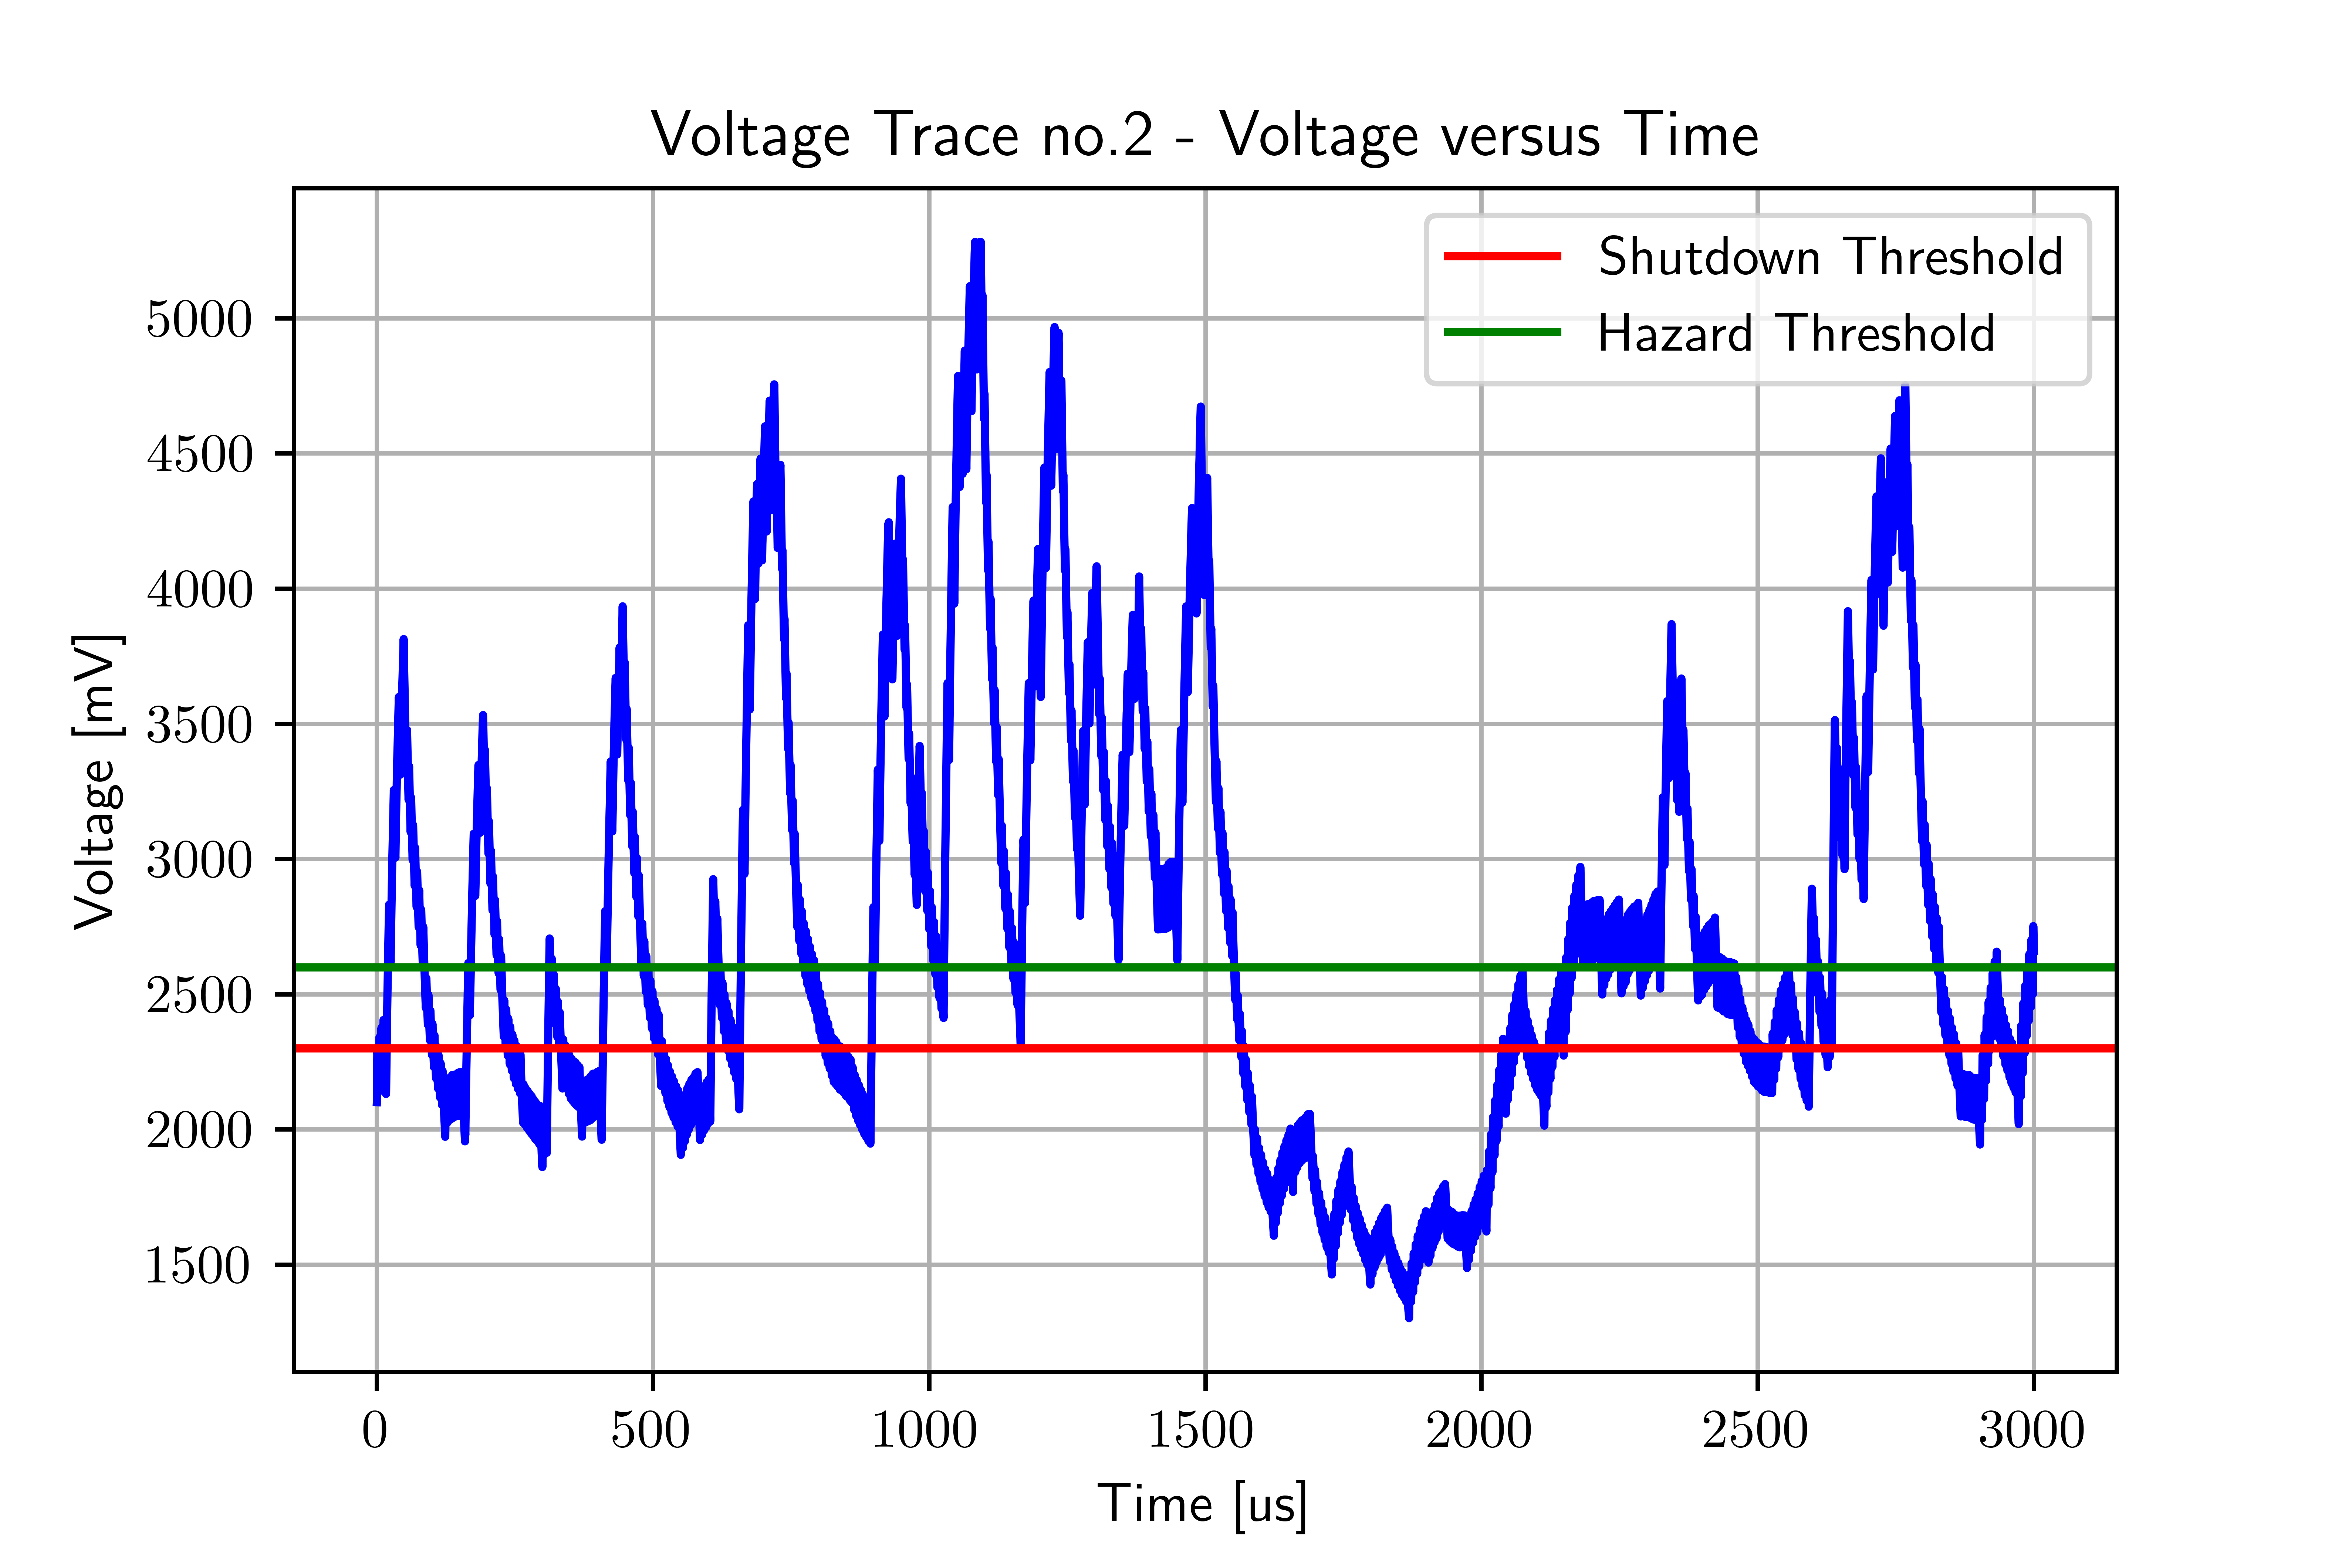 Voltage Trace no.2 - Voltage versus Time
Shutdown Threshold
Hazard Threshold
Voltage [mV]
5000
4500
4000
3500
3000
2500
2000
1500
0 500 1000 1500 2000 2500 3000
Time [us]